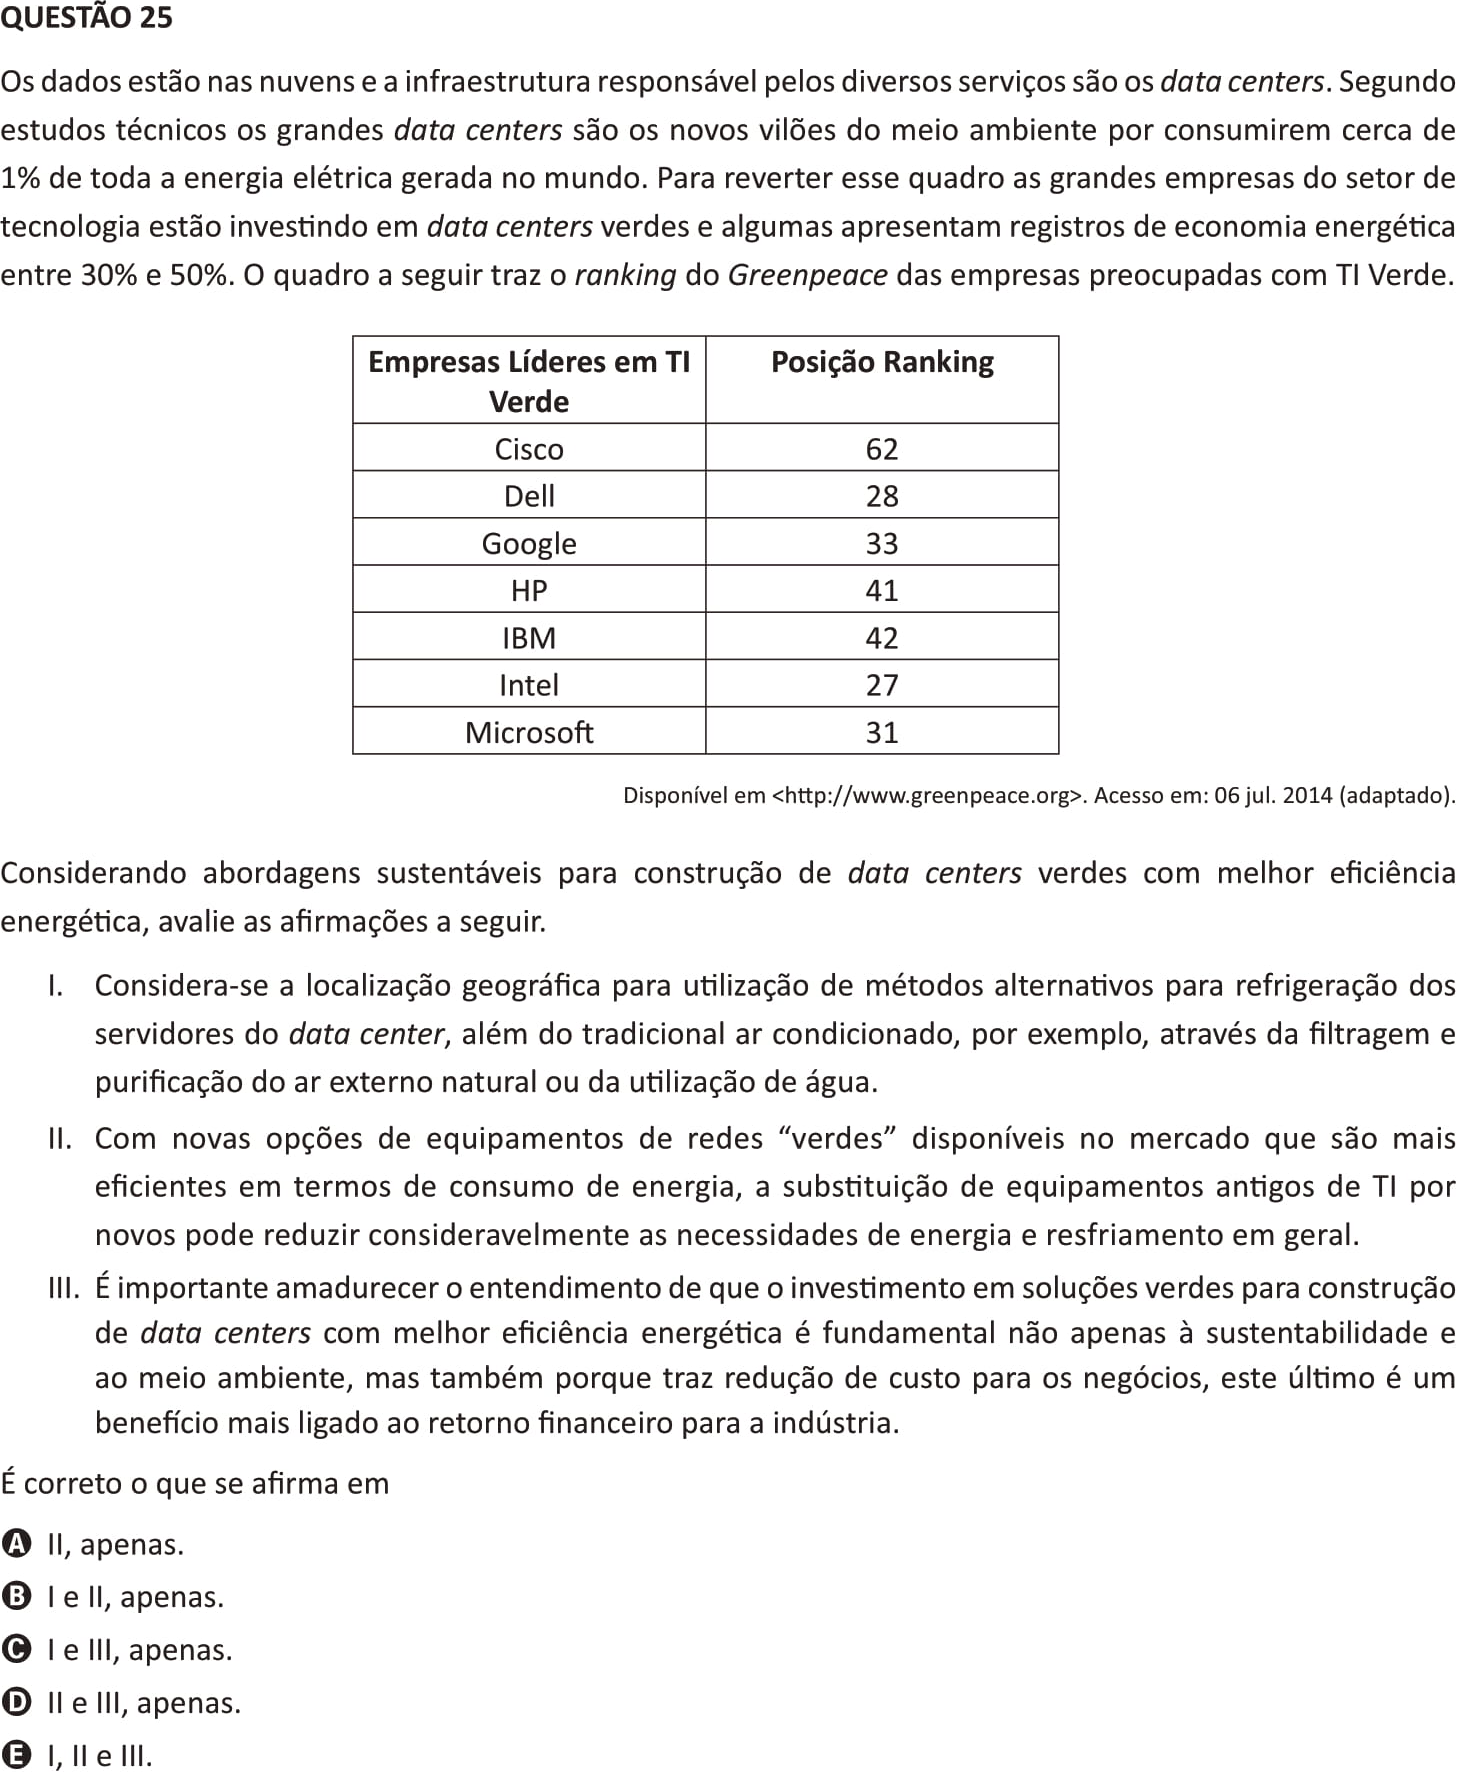 QUESTÃO 25
Os dados estão nas nuvens e a infraestrutura responsável pelos diversos serviços são os data centers. Segundo
estudos técnicos os grandes data centers são os novos vilões do meio ambiente por consumirem cerca de
1% de toda a energia elétrica gerada no mundo. Para reverter esse quadro as grandes empresas do setor de
tecnologia estão investindo em data centers verdes e algumas apresentam registros de economia energética
entre 30% e 50%. O quadro a seguir traz o ranking do Greenpeace das empresas preocupadas com TI Verde.
Empresas Líderes em TI Posição Ranking
Verde
Cisco 62
Dell 28
Google 33
HP 41
IBM 42
Intel 27
Microsoft 31
Disponível em <http://www.greenpeace.org>. Acesso em: 06 jul. 2014 (adaptado).
Considerando abordagens sustentáveis para construção de data centers verdes com melhor eficiência
energética, avalie as afirmações a seguir.
I. Considera-se a localização geográfica para utilização de métodos alternativos para refrigeração dos
servidores do data center, além do tradicional ar condicionado, por exemplo, através da filtragem e
purificação do ar externo natural ou da utilização de água.
II. Com novas opções de equipamentos de redes “verdes” disponíveis no mercado que são mais
eficientes em termos de consumo de energia, a substituição de equipamentos antigos de TI por
novos pode reduzir consideravelmente as necessidades de energia e resfriamento em geral.
III. É importante amadurecer o entendimento de que o investimento em soluções verdes para construção
de data centers com melhor eficiência energética é fundamental não apenas à sustentabilidade e
ao meio ambiente, mas também porque traz redução de custo para os negócios, este último é um
benefício mais ligado ao retorno financeiro para a indústria.
É correto o que se afirma em
A II, apenas.
B I e II, apenas.
C I e III, apenas.
D II e III, apenas.
E I, II e III.